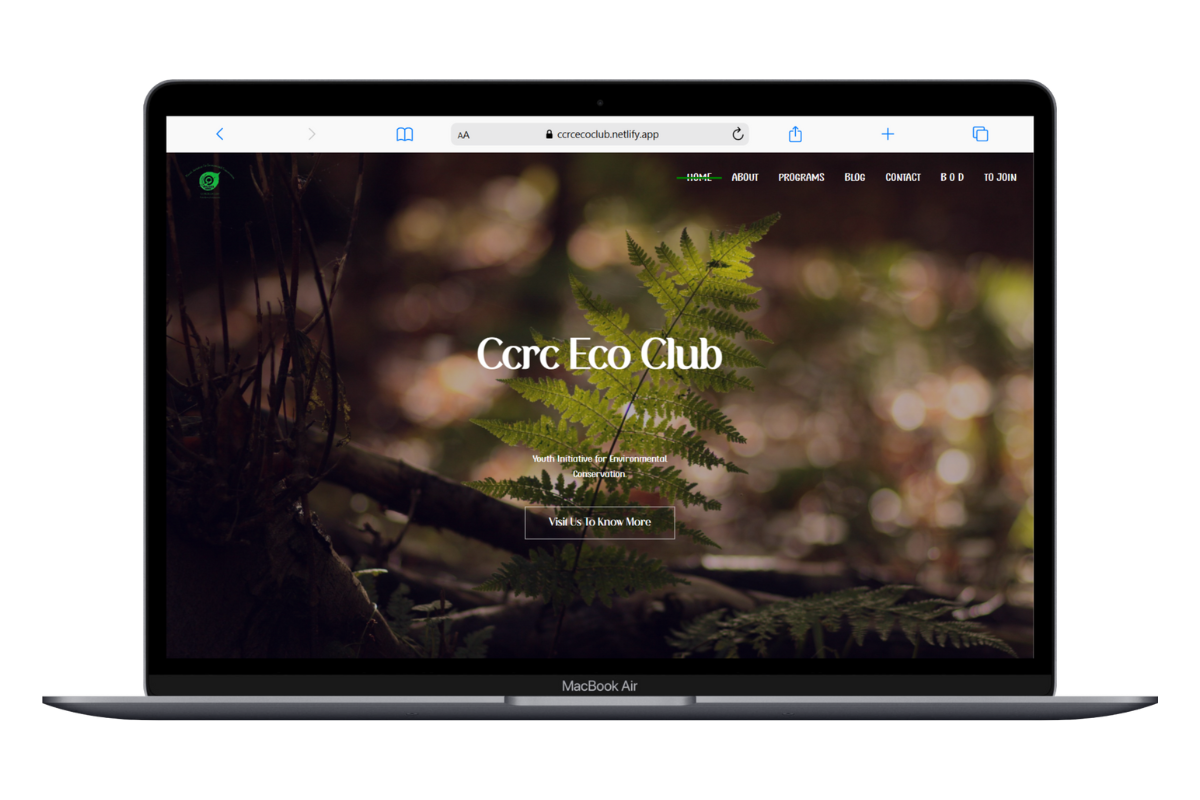 AA ccrcecoclub.netlify.app
HOME ABOUT PROGRAMS BLOG CONTACT B O D TO JOIN
Ccrc Eco Club
Youth Initiative for Environmental
Conservation
Visit Us To Know More
MacBook Air